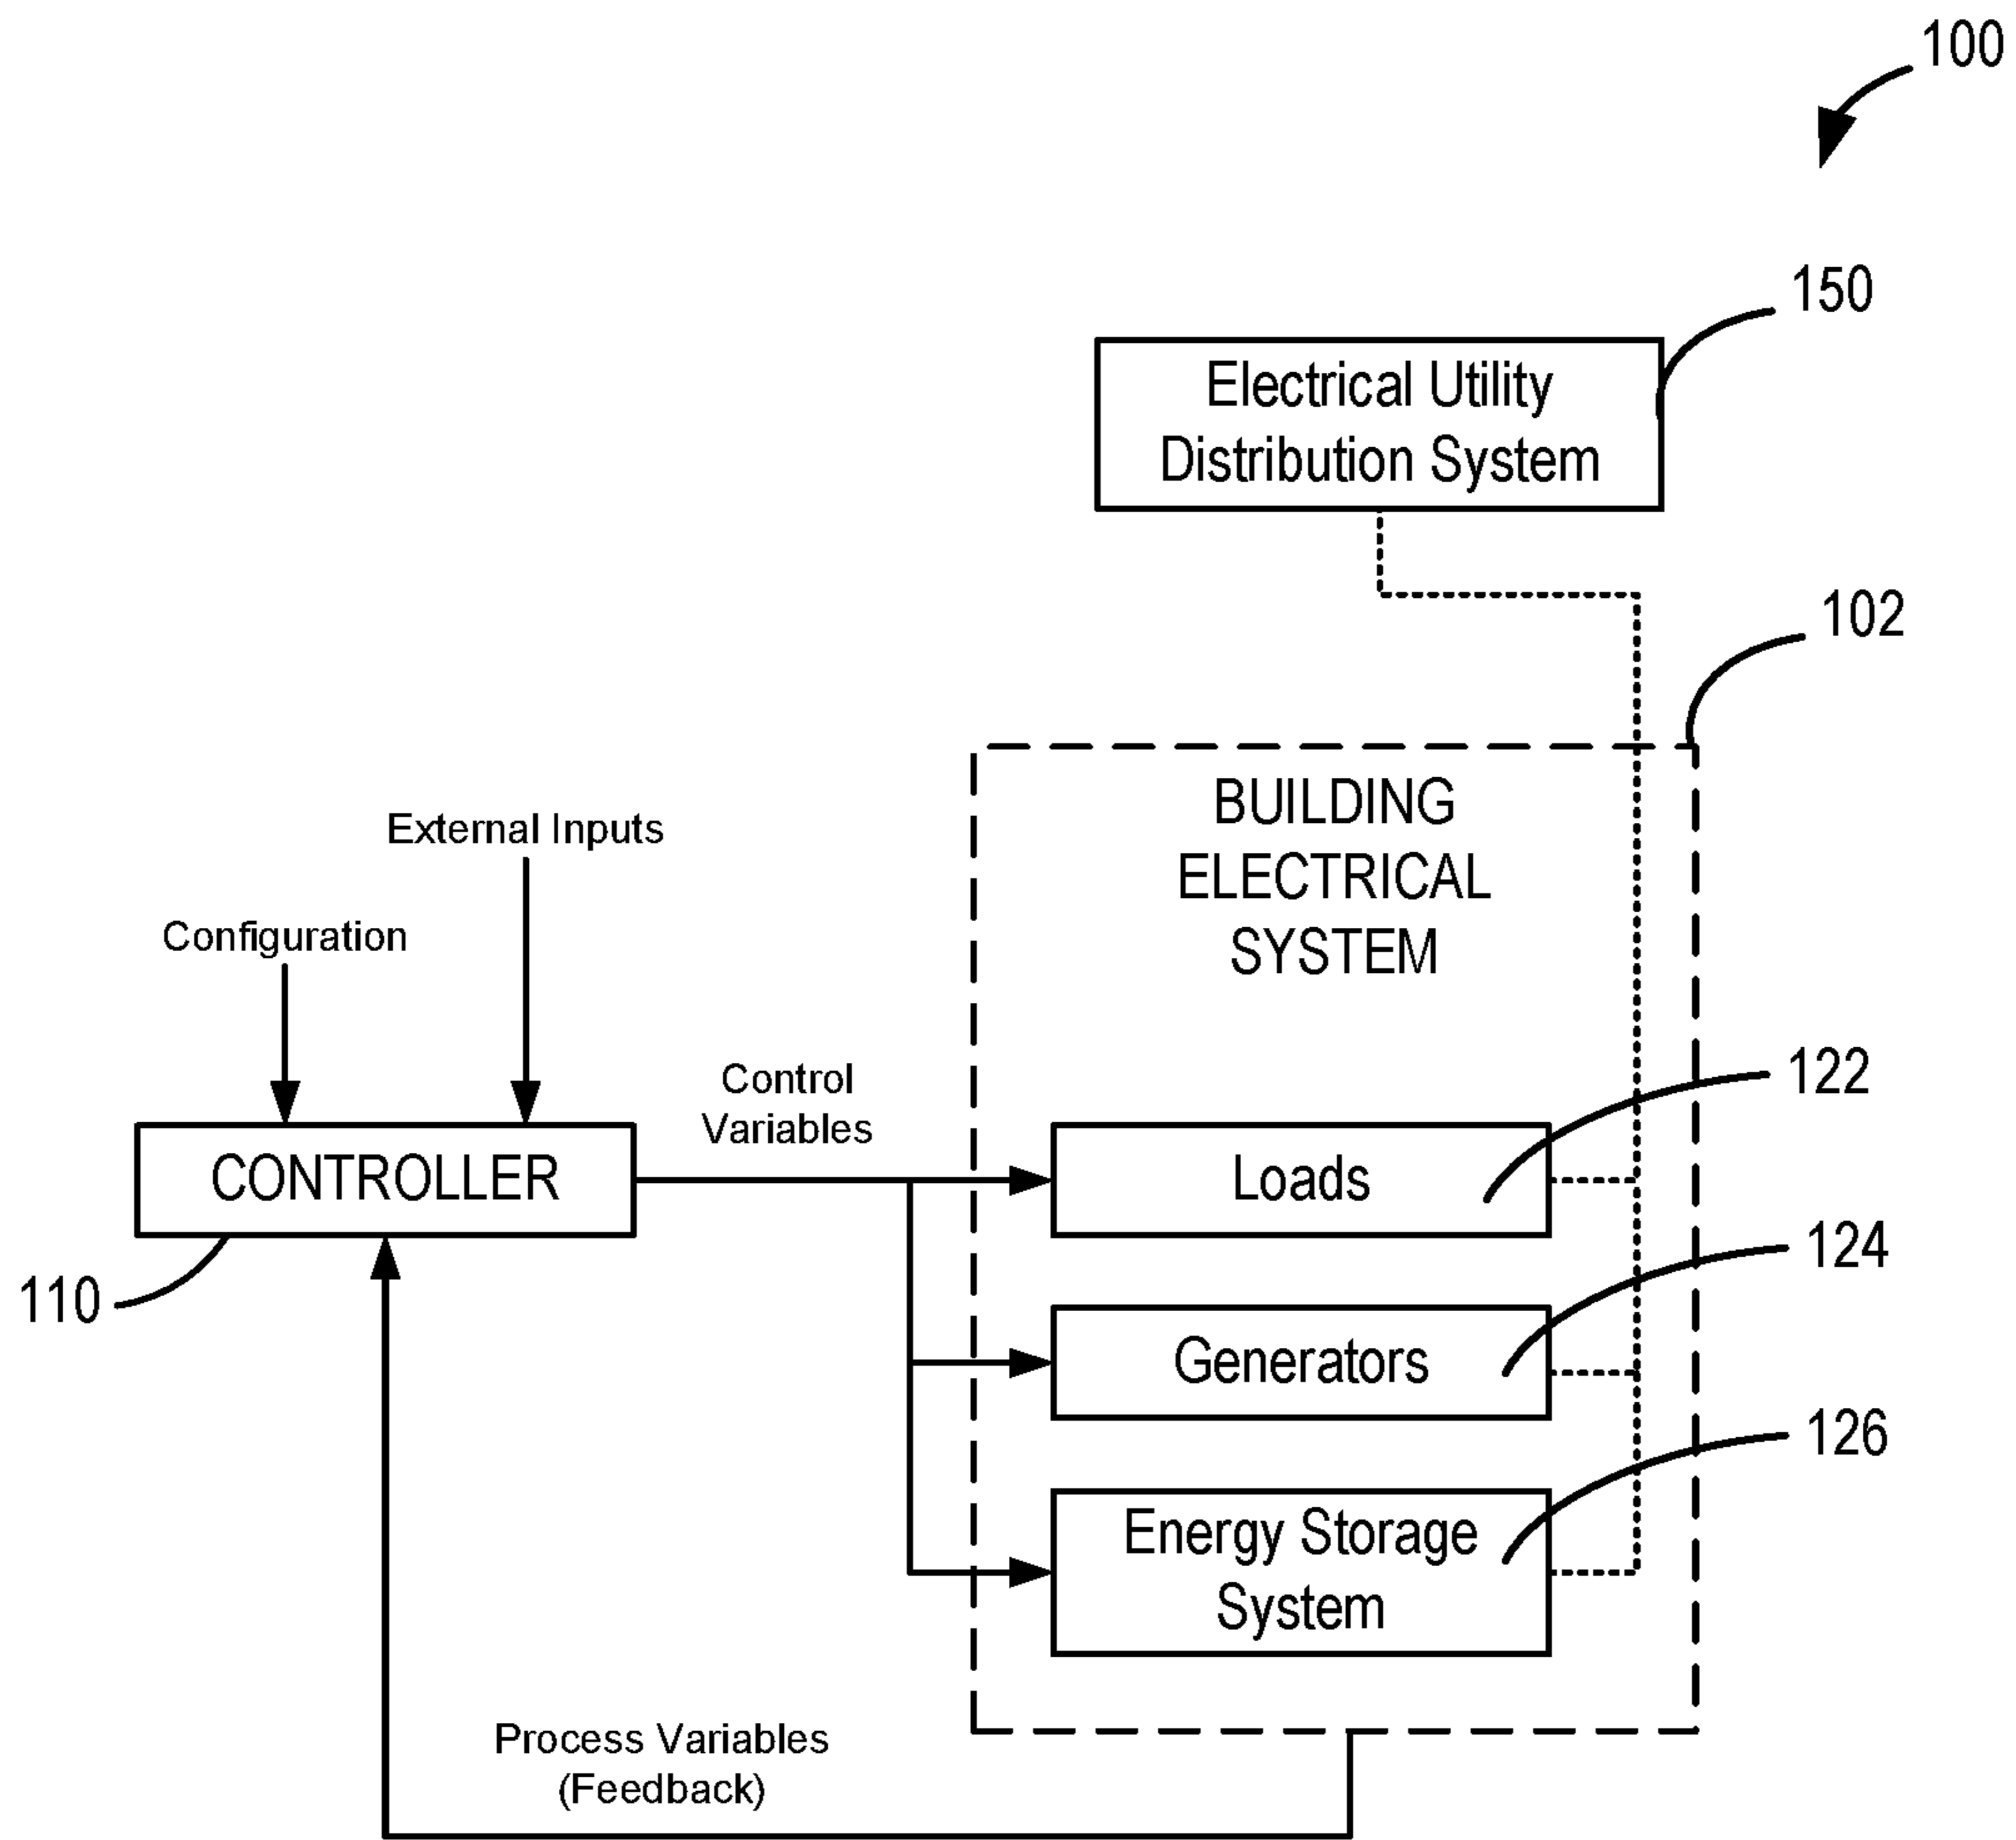 100
150
Electrical Utility
Distribution System
102
BUILDING
ELECTRICAL
SYSTEM
External Inputs
Configuration
Control
Variables
122
CONTROLLER
Loads
110
124
Generators
126
Energy Storage
System
Process Variables
(Feedback)